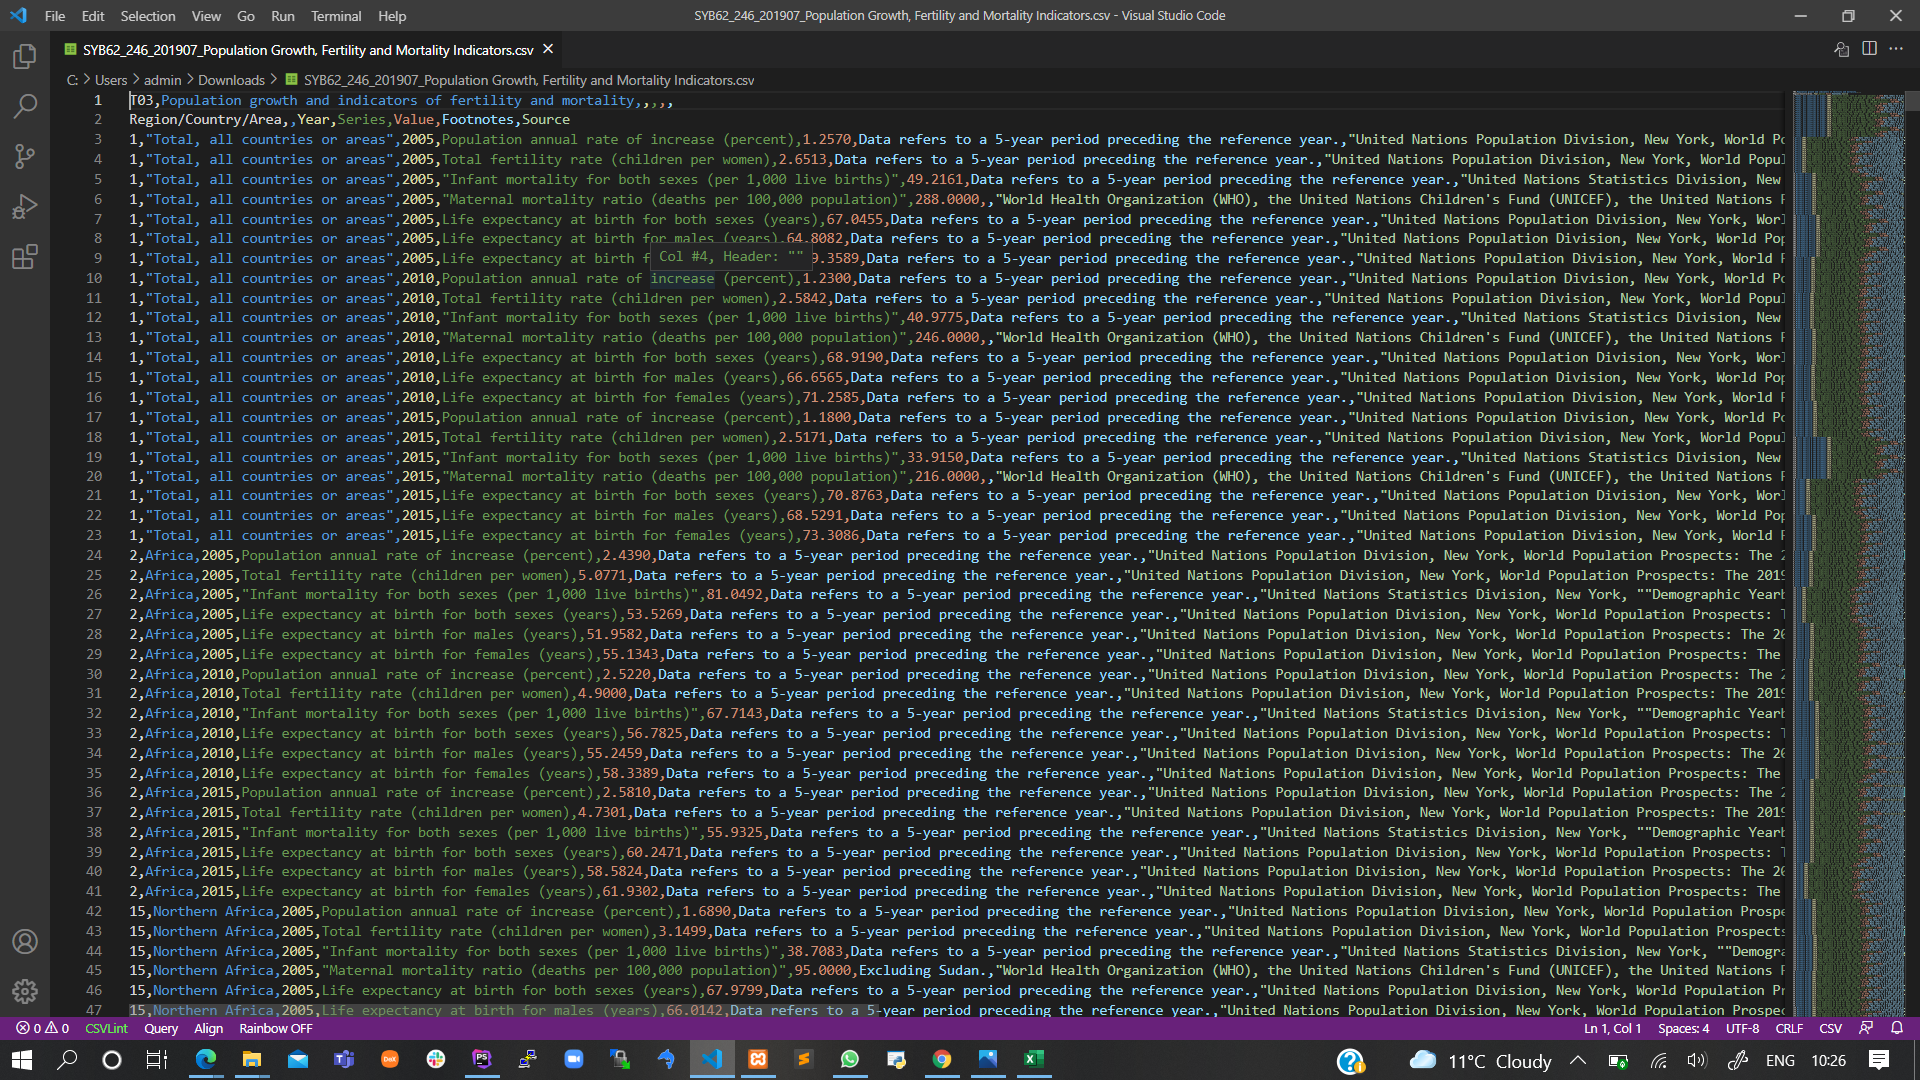 File Edit Selection View Go Run Terminal Help
SYB62_246_201907_Population Growth, Fertility and Mortality Indicators.csv - Visual Studio Code
SYB62_246_201907_Population Growth, Fertility and Mortality Indicators.csv
C: > Users > admin > Downloads > SYB62_246_201907_Population Growth, Fertility and Mortality Indicators.csv
1 T03,Population growth and indicators of fertility and mortality,,,,,
2 Region/Country/Area,,Year,Series,Value,Footnotes,Source
3 1,"Total, all countries or areas",2005,Population annual rate of increase (percent),1.2570,Data refers to a 5-year period preceding the reference year.,"United Nations Population Division, New York, World Po
4 1,"Total, all countries or areas",2005,Total fertility rate (children per women),2.6513,Data refers to a 5-year period preceding the reference year.,"United Nations Population Division, New York, World Popul
5 1,"Total, all countries or areas",2005,"Infant mortality for both sexes (per 1,000 live births)",49.2161,Data refers to a 5-year period preceding the reference year.,"United Nations Statistics Division, New
6 1,"Total, all countries or areas",2005,"Maternal mortality ratio (deaths per 100,000 population)",288.0000,,"World Health Organization (WHO), the United Nations Children's Fund (UNICEF), the United Nations
7 1,"Total, all countries or areas",2005,Life expectancy at birth for both sexes (years),67.0455,Data refers to a 5-year period preceding the reference year.,"United Nations Population Division, New York, Worl
8 1,"Total, all countries or areas",2005,Life expectancy at birth for males (years),64.8082,Data refers to a 5-year period preceding the reference year.,"United Nations Population Division, New York, World Pop
9 1,"Total, all countries or areas",2005,Life expectancy at birth f Col #4, Header: "" 9.3589,Data refers to a 5-year period preceding the reference year.,"United Nations Population Division, New York, World P
10 1,"Total, all countries or areas",2010,Population annual rate of increase (percent),1.2300,Data refers to a 5-year period preceding the reference year.,"United Nations Population Division, New York, World Po
11 1,"Total, all countries or areas",2010,Total fertility rate (children per women),2.5842,Data refers to a 5-year period preceding the reference year.,"United Nations Population Division, New York, World Popul
12 1,"Total, all countries or areas",2010,"Infant mortality for both sexes (per 1,000 live births)",40.9775,Data refers to a 5-year period preceding the reference year.,"United Nations Statistics Division, New
13 1,"Total, all countries or areas",2010,"Maternal mortality ratio (deaths per 100,000 population)",246.0000,,"World Health Organization (WHO), the United Nations Children's Fund (UNICEF), the United Nations
14 1,"Total, all countries or areas",2010,Life expectancy at birth for both sexes (years),68.9190,Data refers to a 5-year period preceding the reference year.,"United Nations Population Division, New York, Worl
15 1,"Total, all countries or areas",2010,Life expectancy at birth for males (years),66.6565,Data refers to a 5-year period preceding the reference year.,"United Nations Population Division, New York, World Pop
16 1,"Total, all countries or areas",2010,Life expectancy at birth for females (years),71.2585,Data refers to a 5-year period preceding the reference year.,"United Nations Population Division, New York, World P
17 1,"Total, all countries or areas",2015,Population annual rate of increase (percent),1.1800,Data refers to a 5-year period preceding the reference year.,"United Nations Population Division, New York, World Po
18 1,"Total, all countries or areas",2015,Total fertility rate (children per women),2.5171,Data refers to a 5-year period preceding the reference year.,"United Nations Population Division, New York, World Popul
19 1,"Total, all countries or areas",2015,"Infant mortality for both sexes (per 1,000 live births)",33.9150,Data refers to a 5-year period preceding the reference year.,"United Nations Statistics Division, New
20 1,"Total, all countries or areas",2015,"Maternal mortality ratio (deaths per 100,000 population)",216.0000,,"World Health Organization (WHO), the United Nations Children's Fund (UNICEF), the United Nations
21 1,"Total, all countries or areas",2015,Life expectancy at birth for both sexes (years),70.8763,Data refers to a 5-year period preceding the reference year.,"United Nations Population Division, New York, Worl
22 1,"Total, all countries or areas",2015,Life expectancy at birth for males (years),68.5291,Data refers to a 5-year period preceding the reference year.,"United Nations Population Division, New York, World Pop
23 1,"Total, all countries or areas",2015,Life expectancy at birth for females (years),73.3086,Data refers to a 5-year period preceding the reference year.,"United Nations Population Division, New York, World P
24 2,Africa,2005,Population annual rate of increase (percent),2.4390,Data refers to a 5-year period preceding the reference year.,"United Nations Population Division, New York, World Population Prospects: The 2
25 2,Africa,2005,Total fertility rate (children per women),5.0771,Data refers to a 5-year period preceding the reference year.,"United Nations Population Division, New York, World Population Prospects: The 2019
26 2,Africa,2005,"Infant mortality for both sexes (per 1,000 live births)",81.0492,Data refers to a 5-year period preceding the reference year.,"United Nations Statistics Division, New York, ""Demographic Yearb
27 2,Africa,2005,Life expectancy at birth for both sexes (years),53.5269,Data refers to a 5-year period preceding the reference year.,"United Nations Population Division, New York, World Population Prospects: T
28 2,Africa,2005,Life expectancy at birth for males (years),51.9582,Data refers to a 5-year period preceding the reference year.,"United Nations Population Division, New York, World Population Prospects: The 20
29 2,Africa,2005,Life expectancy at birth for females (years),55.1343,Data refers to a 5-year period preceding the reference year.,"United Nations Population Division, New York, World Population Prospects: The
30 2,Africa,2010,Population annual rate of increase (percent),2.5220,Data refers to a 5-year period preceding the reference year.,"United Nations Population Division, New York, World Population Prospects: The 2
31 2,Africa,2010,Total fertility rate (children per women),4.9000,Data refers to a 5-year period preceding the reference year.,"United Nations Population Division, New York, World Population Prospects: The 2019
32 2,Africa,2010,"Infant mortality for both sexes (per 1,000 live births)",67.7143,Data refers to a 5-year period preceding the reference year.,"United Nations Statistics Division, New York, ""Demographic Yearb
33 2,Africa,2010,Life expectancy at birth for both sexes (years),56.7825,Data refers to a 5-year period preceding the reference year.,"United Nations Population Division, New York, World Population Prospects: T
34 2,Africa,2010,Life expectancy at birth for males (years),55.2459,Data refers to a 5-year period preceding the reference year.,"United Nations Population Division, New York, World Population Prospects: The 20
35 2,Africa,2010,Life expectancy at birth for females (years),58.3389,Data refers to a 5-year period preceding the reference year.,"United Nations Population Division, New York, World Population Prospects: The
36 2,Africa,2015,Population annual rate of increase (percent),2.5810,Data refers to a 5-year period preceding the reference year.,"United Nations Population Division, New York, World Population Prospects: The 2
37 2,Africa,2015,Total fertility rate (children per women),4.7301,Data refers to a 5-year period preceding the reference year.,"United Nations Population Division, New York, World Population Prospects: The 2019
38 2,Africa,2015,"Infant mortality for both sexes (per 1,000 live births)",55.9325,Data refers to a 5-year period preceding the reference year.,"United Nations Statistics Division, New York, ""Demographic Yearb
39 2,Africa,2015,Life expectancy at birth for both sexes (years),60.2471,Data refers to a 5-year period preceding the reference year.,"United Nations Population Division, New York, World Population Prospects: T
40 2,Africa,2015,Life expectancy at birth for males (years),58.5824,Data refers to a 5-year period preceding the reference year.,"United Nations Population Division, New York, World Population Prospects: The 20
41 2,Africa,2015,Life expectancy at birth for females (years),61.9302,Data refers to a 5-year period preceding the reference year.,"United Nations Population Division, New York, World Population Prospects: The
42 15,Northern Africa,2005,Population annual rate of increase (percent),1.6890,Data refers to a 5-year period preceding the reference year.,"United Nations Population Division, New York, World Population Prospe
43 15,Northern Africa,2005,Total fertility rate (children per women),3.1499,Data refers to a 5-year period preceding the reference year.,"United Nations Population Division, New York, World Population Prospects
44 15,Northern Africa,2005,"Infant mortality for both sexes (per 1,000 live births)",38.7083,Data refers to a 5-year period preceding the reference year.,"United Nations Statistics Division, New York, ""Demogra
45 15,Northern Africa,2005,"Maternal mortality ratio (deaths per 100,000 population)",95.0000,Excluding Sudan.,"World Health Organization (WHO), the United Nations Children's Fund (UNICEF), the United Nations P
46 15,Northern Africa,2005,Life expectancy at birth for both sexes (years),67.9799,Data refers to a 5-year period preceding the reference year.,"United Nations Population Division, New York, World Population Pr
47 15,Northern Africa,2005,Life expectancy at birth for males (years),66.0142,Data refers to a 5-year period preceding the reference year.,"United Nations Population Division, New York, World Population Prospect
0 0 CSVLint Query Align Rainbow OFF Ln 1, Col 1 Spaces: 4 UTF-8 CRLF CSV
11°C Cloudy ENG 10:26